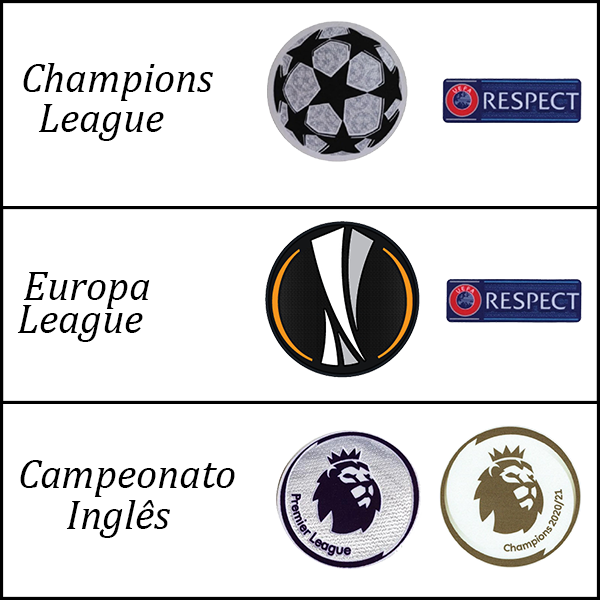 Champions
League
UEFA
RESPECT
Europa
League
UEFA
RESPECT
Campeonato
Inglês
Premier League
Champions 2020/21